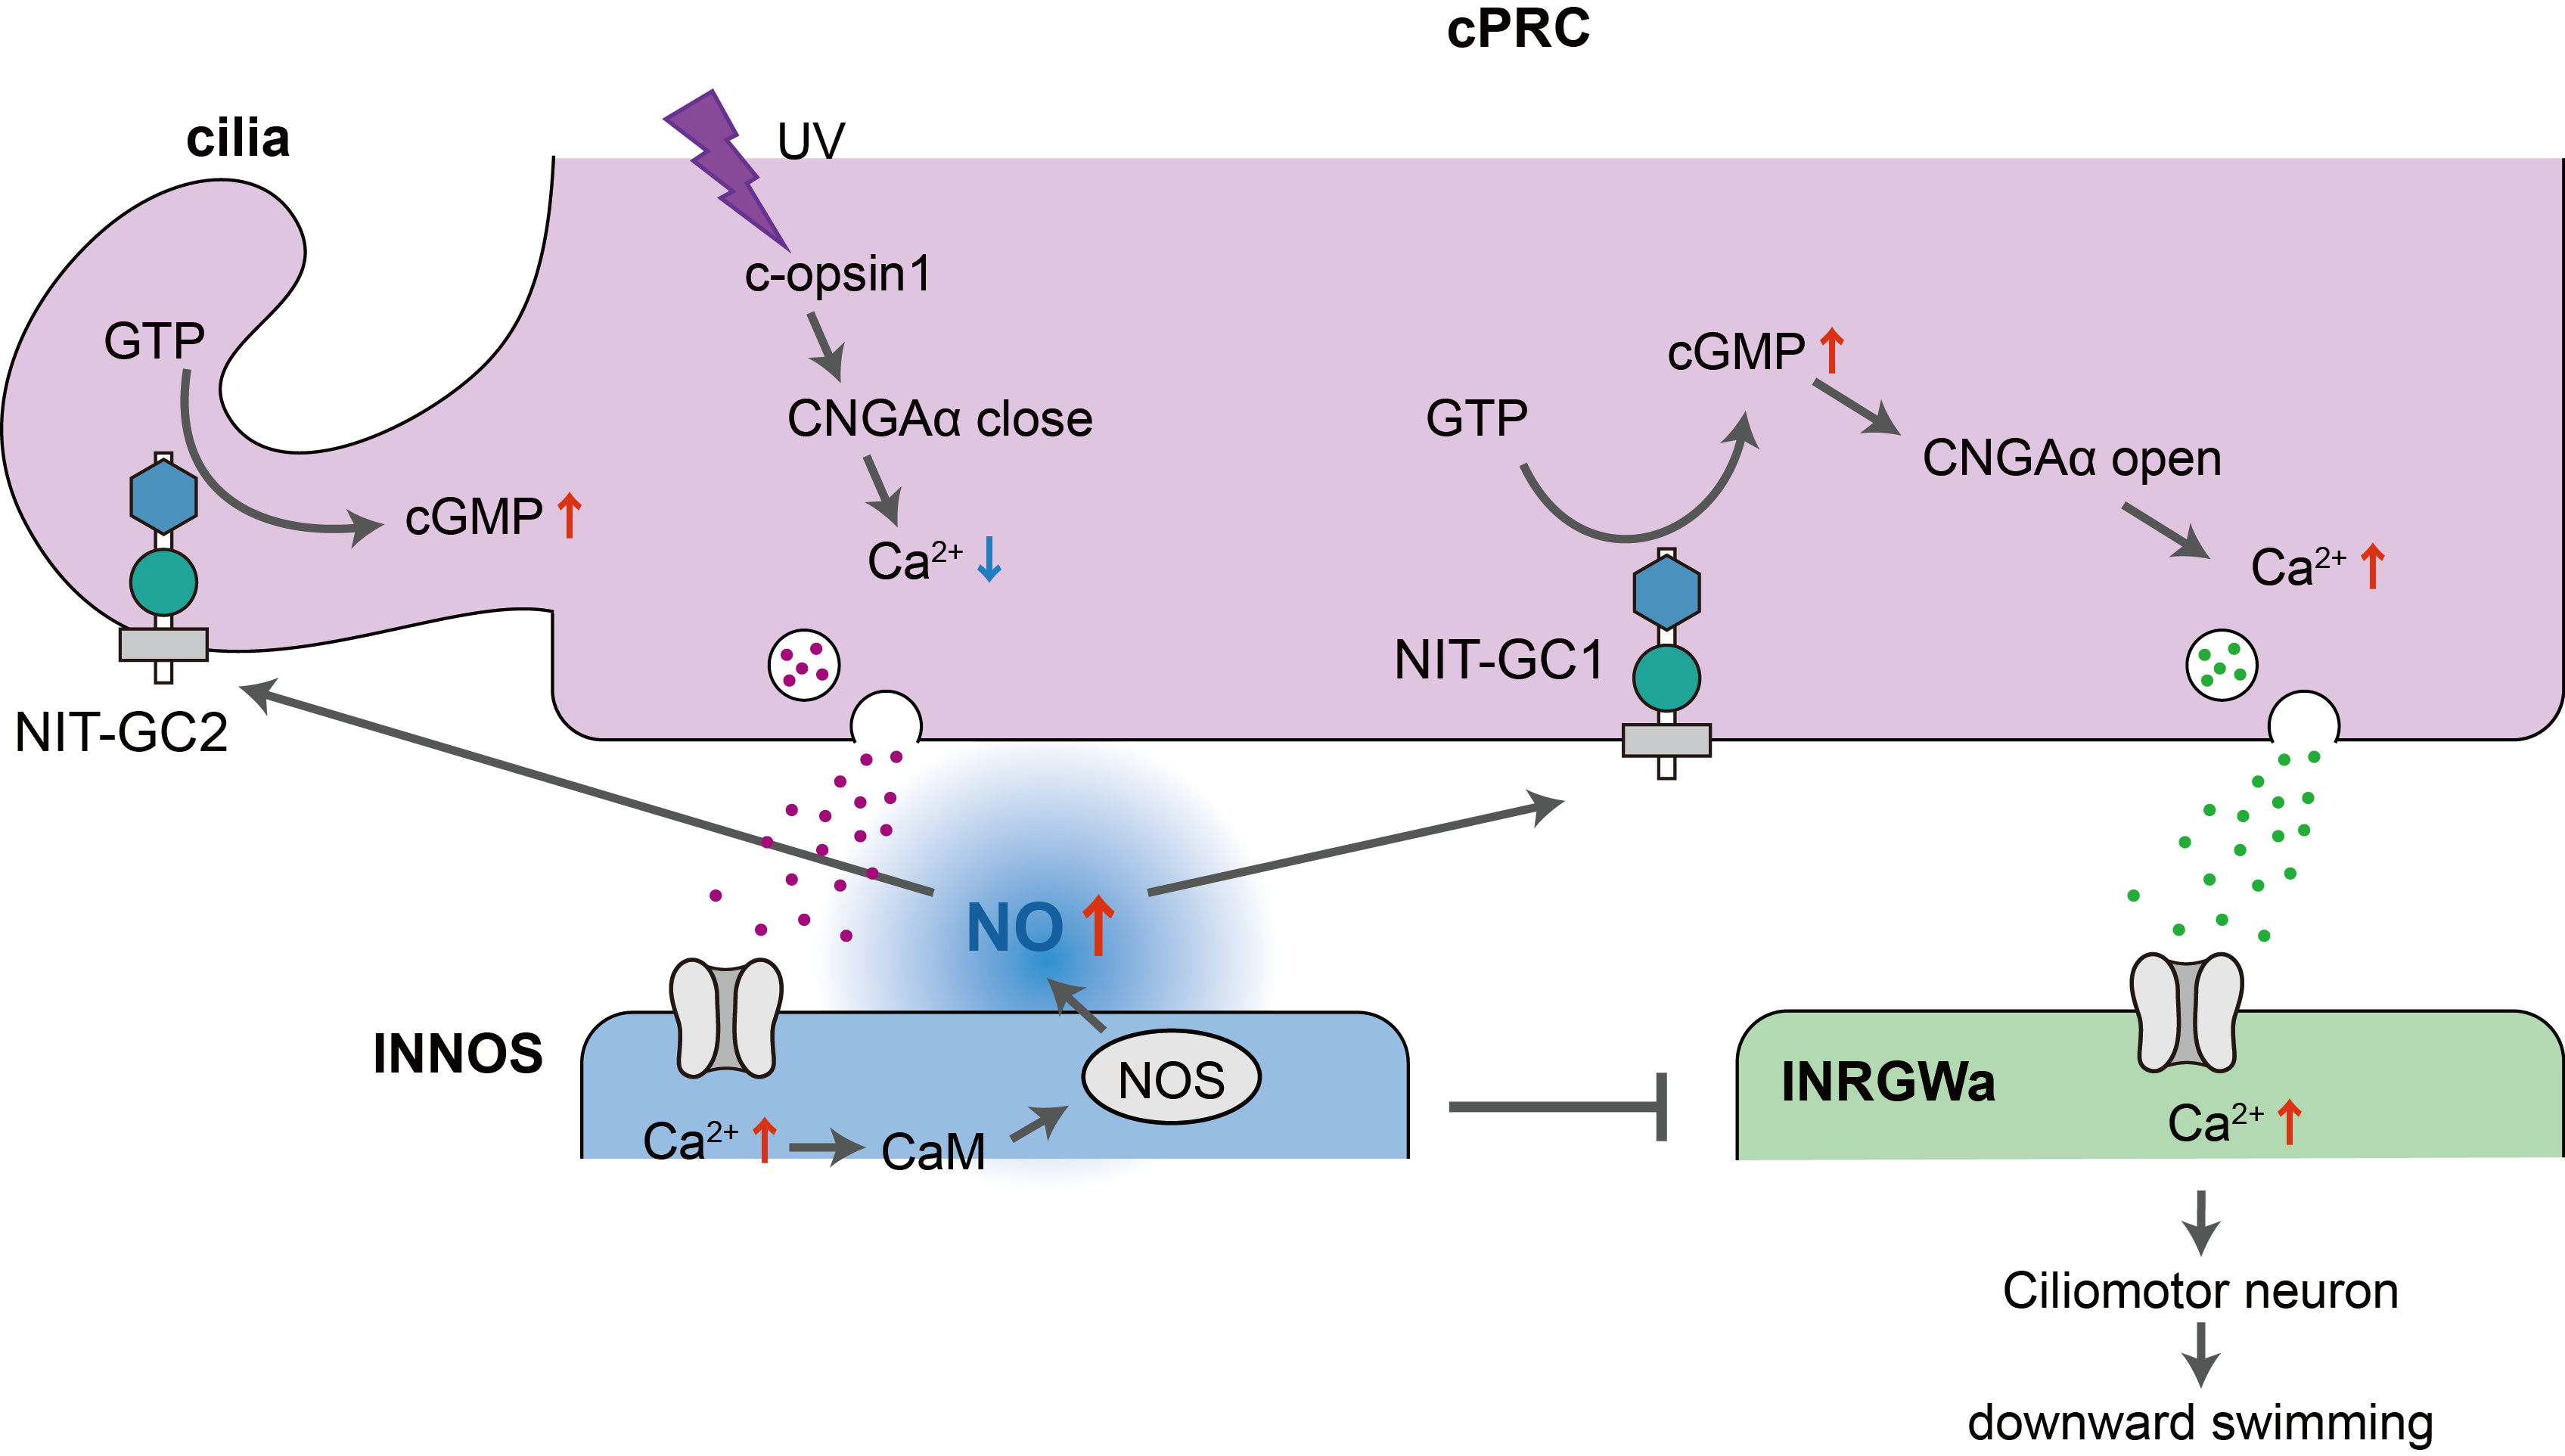 cPRC
cilia
UV
c-opsin1
GTP
cGMP ↑
CNGAα close
Ca²⁺ ↓
GTP
cGMP ↑
CNGAα open
Ca²⁺ ↑
NIT-GC2
NIT-GC1
NO ↑
INNOS
NOS
Ca²⁺ ↑
CaM
INRGWa
Ca²⁺ ↑
Ciliomotor neuron
downward swimming